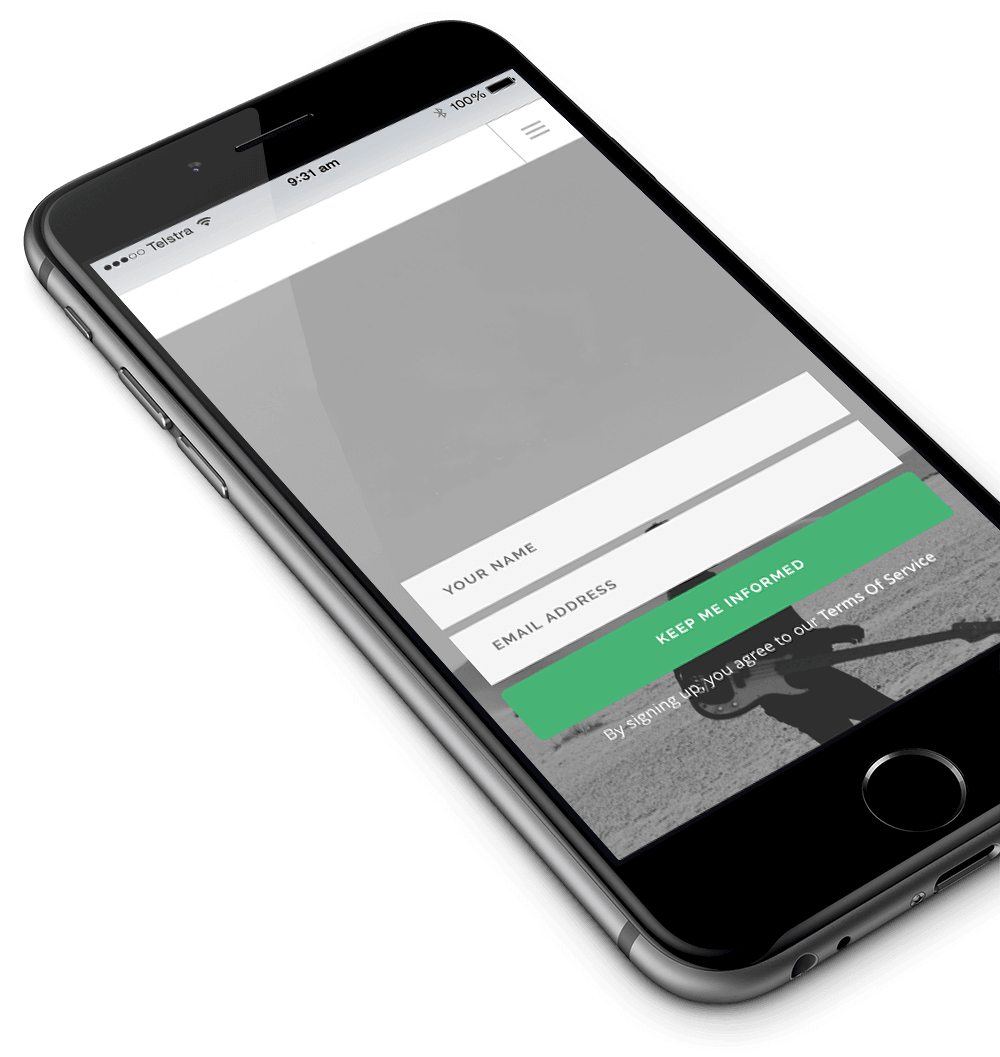 Telstra 9:31 am 100%
YOUR NAME
EMAIL ADDRESS
KEEP ME INFORMED
By signing up, you agree to our Terms Of Service